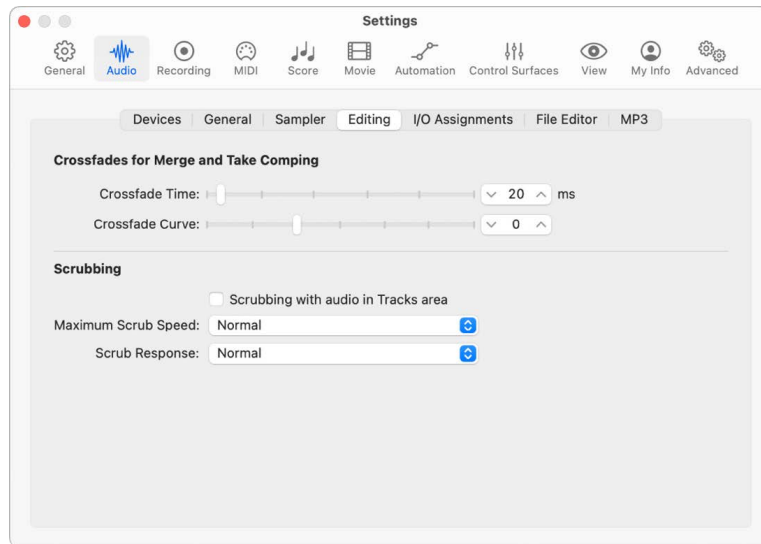 Settings
General Audio Recording MIDI Score Movie Automation Control Surfaces View My Info Advanced
Devices General Sampler Editing I/O Assignments File Editor MP3
Crossfades for Merge and Take Comping
Crossfade Time: 20 ms
Crossfade Curve: 0
Scrubbing
Scrubbing with audio in Tracks area
Maximum Scrub Speed: Normal
Scrub Response: Normal